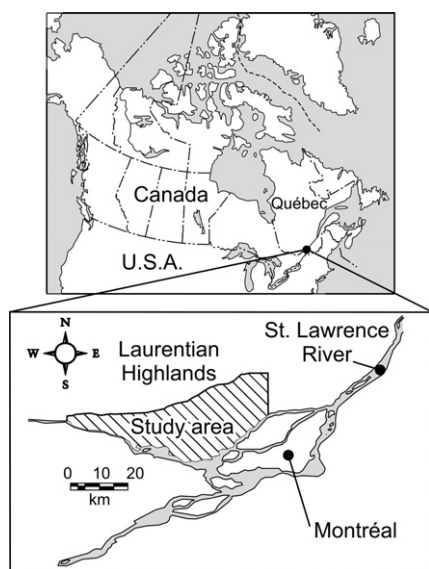 Canada
Québec
U.S.A.
N
W E
S
Laurentian
Highlands
St. Lawrence
River
Study area
0 10 20
km
Montréal